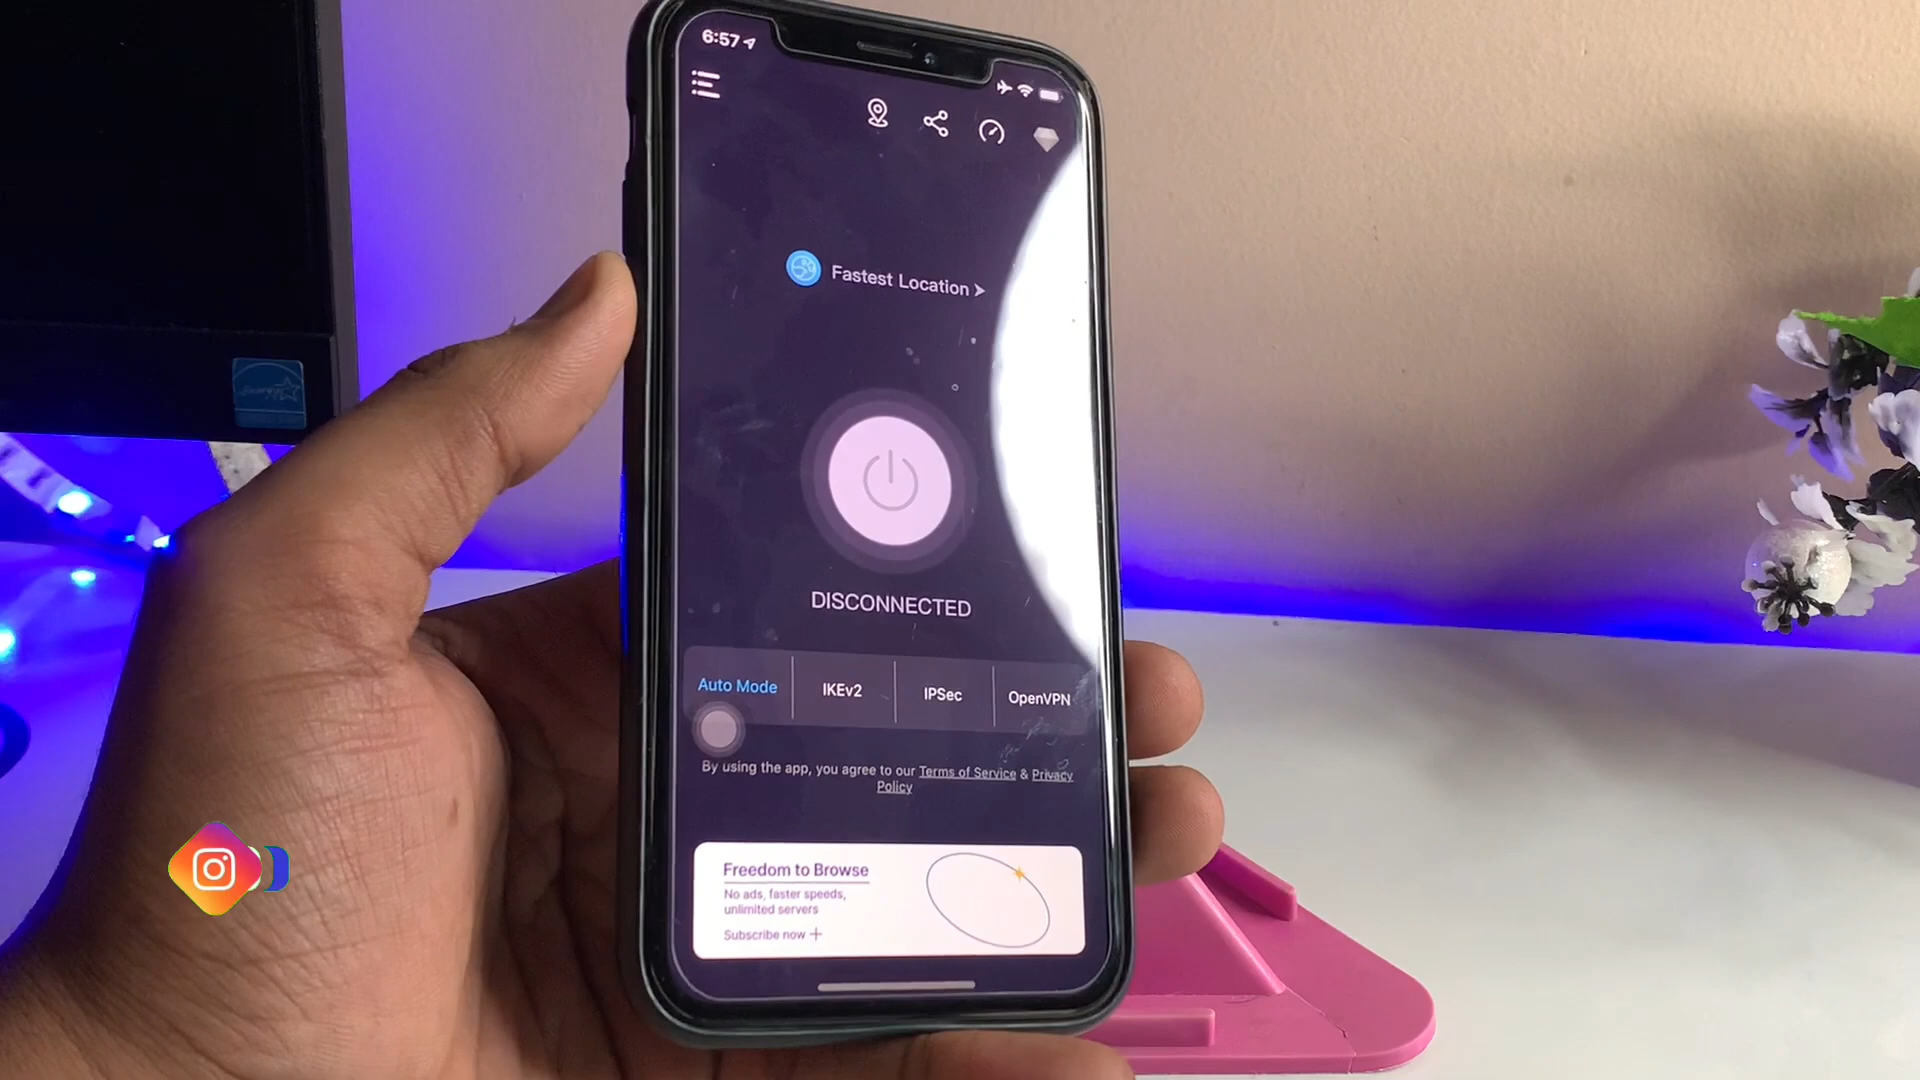 6:57
Fastest Location
DISCONNECTED
Auto Mode
IKEv2
IPSec
OpenVPN
By using the app, you agree to our Terms of Service & Privacy
Policy
Freedom to Browse
No ads, faster speeds,
unlimited servers
Subscribe now +